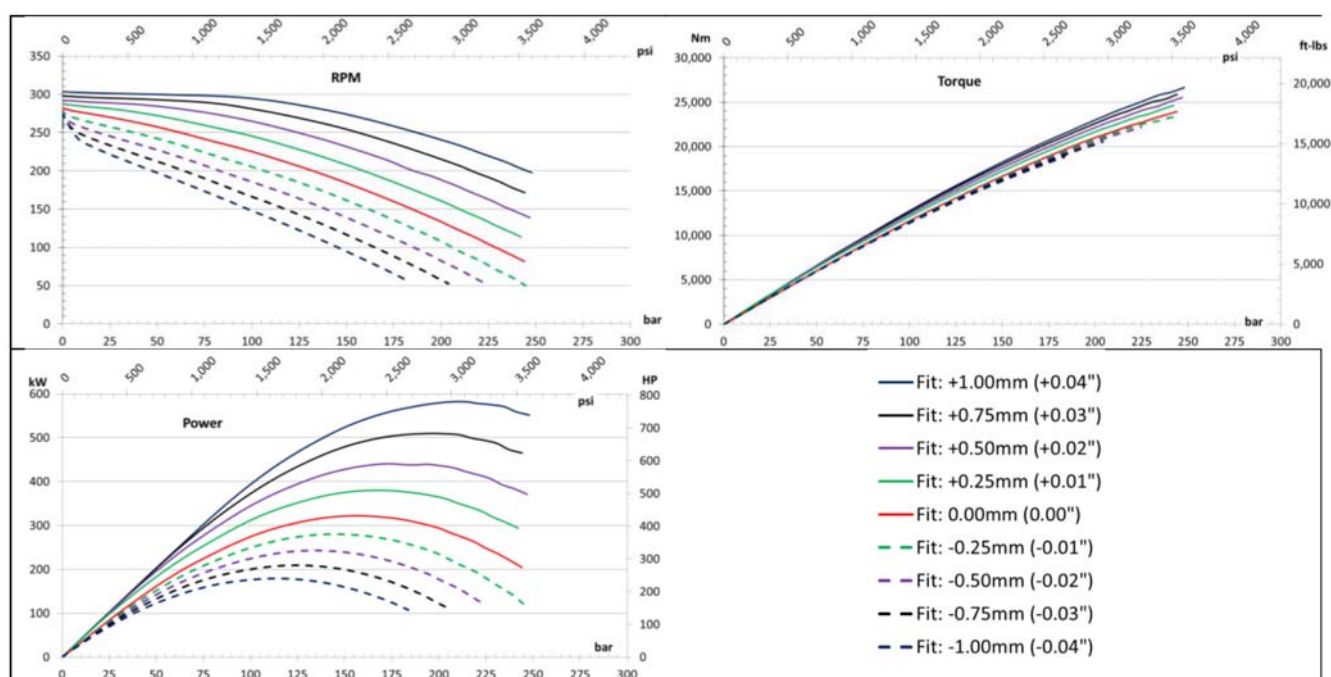 0 500 1,000 1,500 2,000 2,500 3,000 3,500 4,000
psi
RPM
350
300
250
200
150
100
50
0
bar
0 25 50 75 100 125 150 175 200 225 250 275 300
Nm
0 500 1,000 1,500 2,000 2,500 3,000 3,500 4,000
psi
ft-lbs
Torque
30,000
25,000
20,000
15,000
10,000
5,000
0
20,000
15,000
10,000
5,000
0
bar
0 25 50 75 100 125 150 175 200 225 250 275 300
kW
0 500 1,000 1,500 2,000 2,500 3,000 3,500 4,000
psi
HP
Power
600
500
400
300
200
100
0
800
700
600
500
400
300
200
100
0
bar
0 25 50 75 100 125 150 175 200 225 250 275 300
Fit: +1.00mm (+0.04")
Fit: +0.75mm (+0.03")
Fit: +0.50mm (+0.02")
Fit: +0.25mm (+0.01")
Fit: 0.00mm (0.00")
Fit: -0.25mm (-0.01")
Fit: -0.50mm (-0.02")
Fit: -0.75mm (-0.03")
Fit: -1.00mm (-0.04")